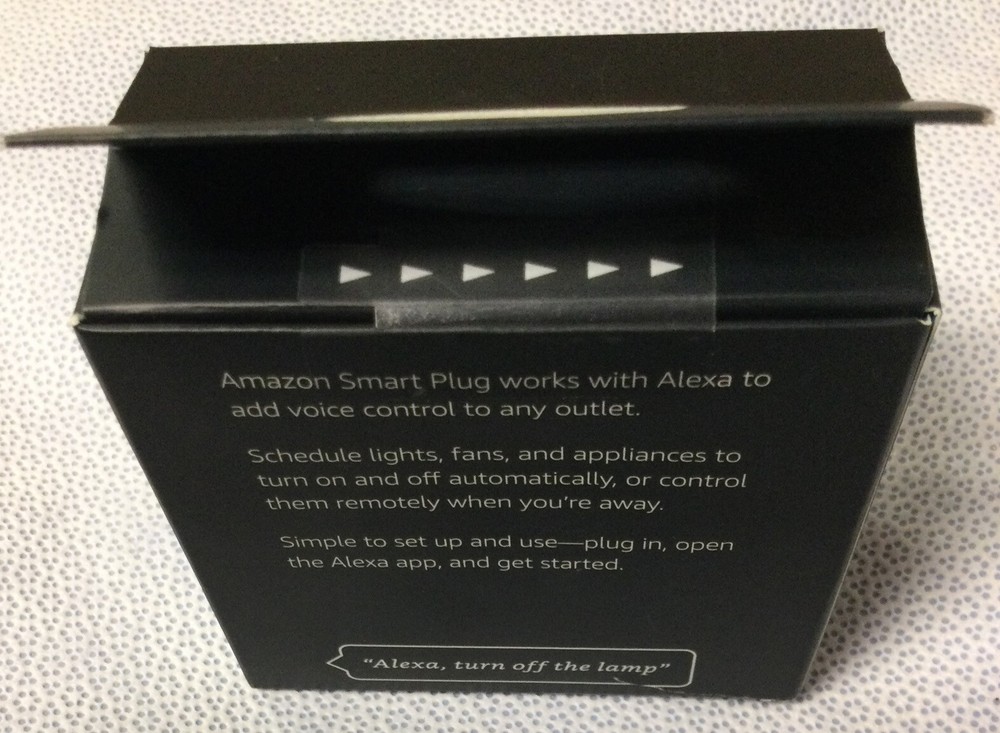 Amazon Smart Plug works with Alexa to
add voice control to any outlet.
Schedule lights, fans, and appliances to
turn on and off automatically, or control
them remotely when you're away.
Simple to set up and use—plug in, open
the Alexa app, and get started.
“Alexa, turn off the lamp”